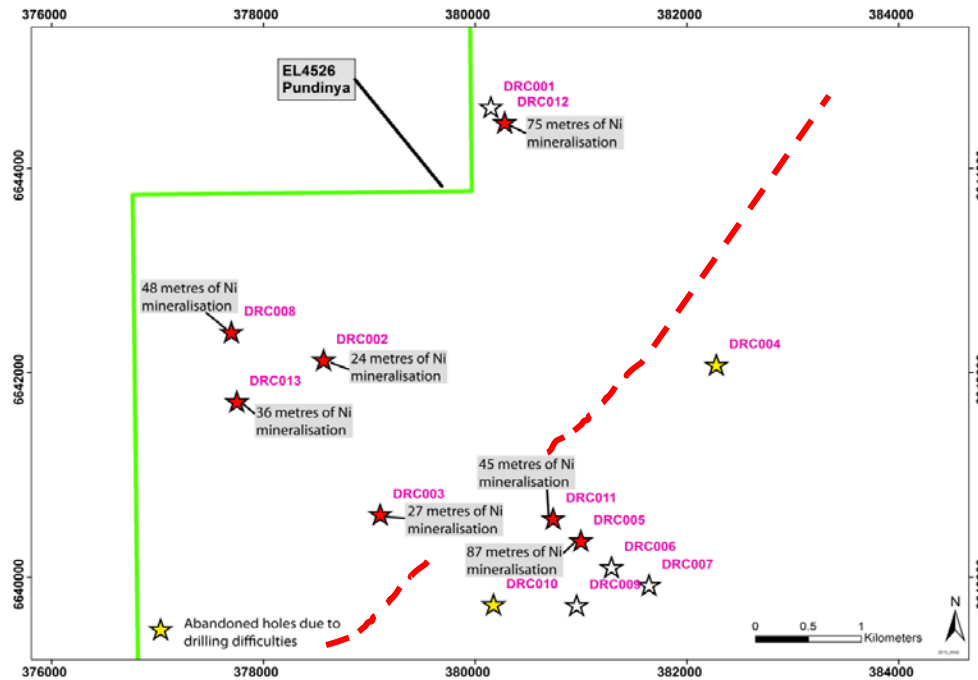 376000
378000
380000
382000
384000
EL4526
Pundinya
DRC001
DRC012
75 metres of Ni
mineralisation
6644000
48 metres of Ni
mineralisation
DRC008
DRC002
24 metres of Ni
mineralisation
DRC004
6642000
DRC013
36 metres of Ni
mineralisation
45 metres of Ni
mineralisation
DRC003
27 metres of Ni
mineralisation
DRC011
DRC005
87 metres of Ni
mineralisation
DRC006
DRC007
6640000
DRC010
DRC009
Abandoned holes due to
drilling difficulties
N
0
0.5
1
Kilometers
376000
378000
380000
382000
384000